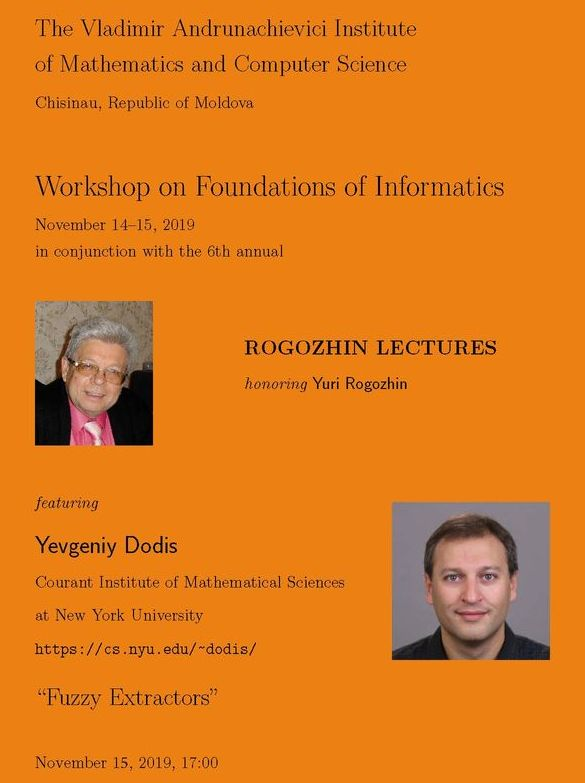 The Vladimir Andrunachievici Institute
of Mathematics and Computer Science
Chisinau, Republic of Moldova
Workshop on Foundations of Informatics
November 14–15, 2019
in conjunction with the 6th annual
ROGOZHIN LECTURES
honoring Yuri Rogozhin
featuring
Yevgeniy Dodis
Courant Institute of Mathematical Sciences
at New York University
https://cs.nyu.edu/~dodis/
“Fuzzy Extractors”
November 15, 2019, 17:00